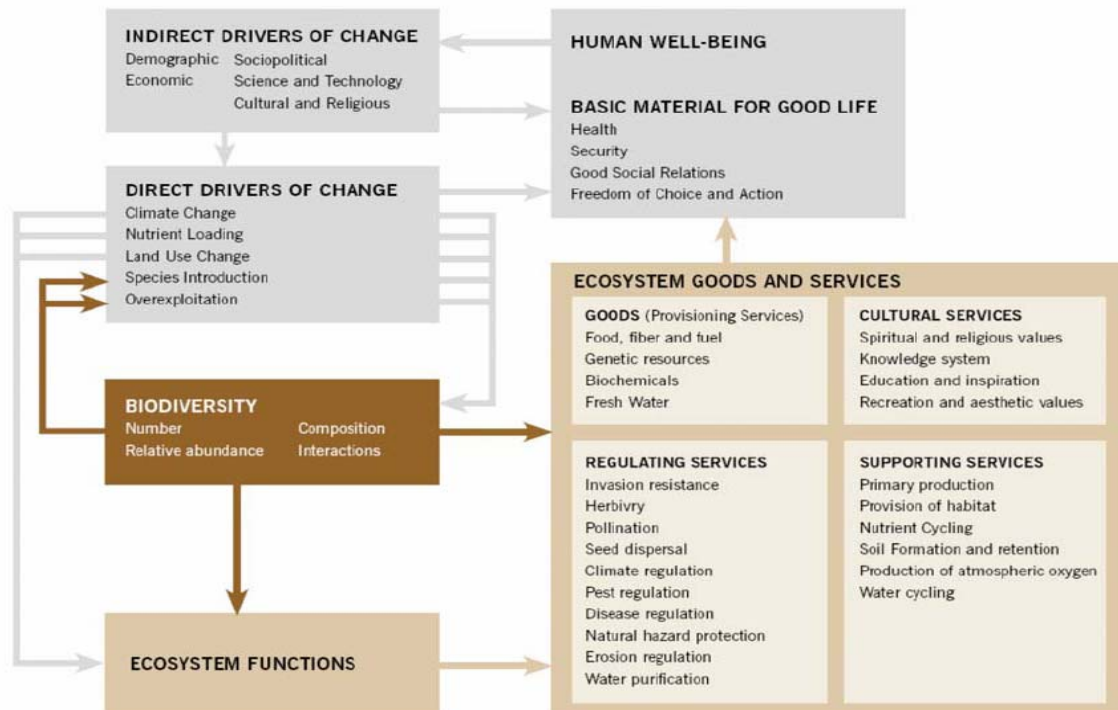 INDIRECT DRIVERS OF CHANGE
Demographic Sociopolitical
Economic Science and Technology
Cultural and Religious
HUMAN WELL-BEING
BASIC MATERIAL FOR GOOD LIFE
Health
Security
Good Social Relations
Freedom of Choice and Action
DIRECT DRIVERS OF CHANGE
Climate Change
Nutrient Loading
Land Use Change
Species Introduction
Overexploitation
BIODIVERSITY
Number Composition
Relative abundance Interactions
ECOSYSTEM FUNCTIONS
ECOSYSTEM GOODS AND SERVICES
GOODS (Provisioning Services)
Food, fiber and fuel
Genetic resources
Biochemicals
Fresh Water
CULTURAL SERVICES
Spiritual and religious values
Knowledge system
Education and inspiration
Recreation and aesthetic values
REGULATING SERVICES
Invasion resistance
Herbivry
Pollination
Seed dispersal
Climate regulation
Pest regulation
Disease regulation
Natural hazard protection
Erosion regulation
Water purification
SUPPORTING SERVICES
Primary production
Provision of habitat
Nutrient Cycling
Soil Formation and retention
Production of atmospheric oxygen
Water cycling